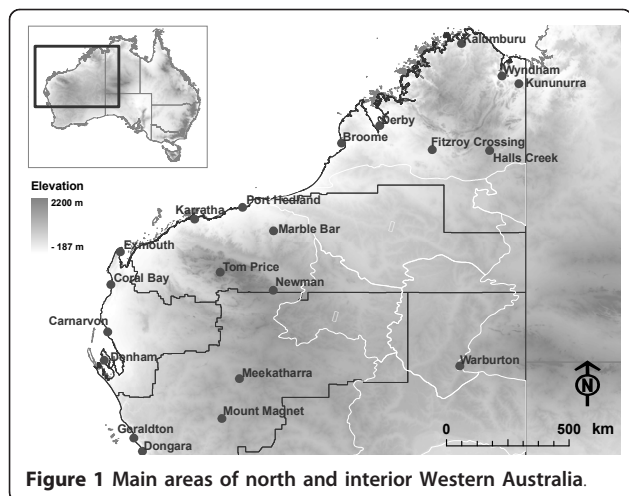 Kalumburu
Wyndham
Kununurra
Derby
Broome
Fitzroy Crossing
Halls Creek
Elevation
2200 m
- 187 m
Port Hedland
Karratha
Marble Bar
Exmouth
Tom Price
Coral Bay
Newman
Carnarvon
Denham
Warburton
Meekatharra
N
Mount Magnet
Geraldton
Dongara
0 500 km
Figure 1 Main areas of north and interior Western Australia.